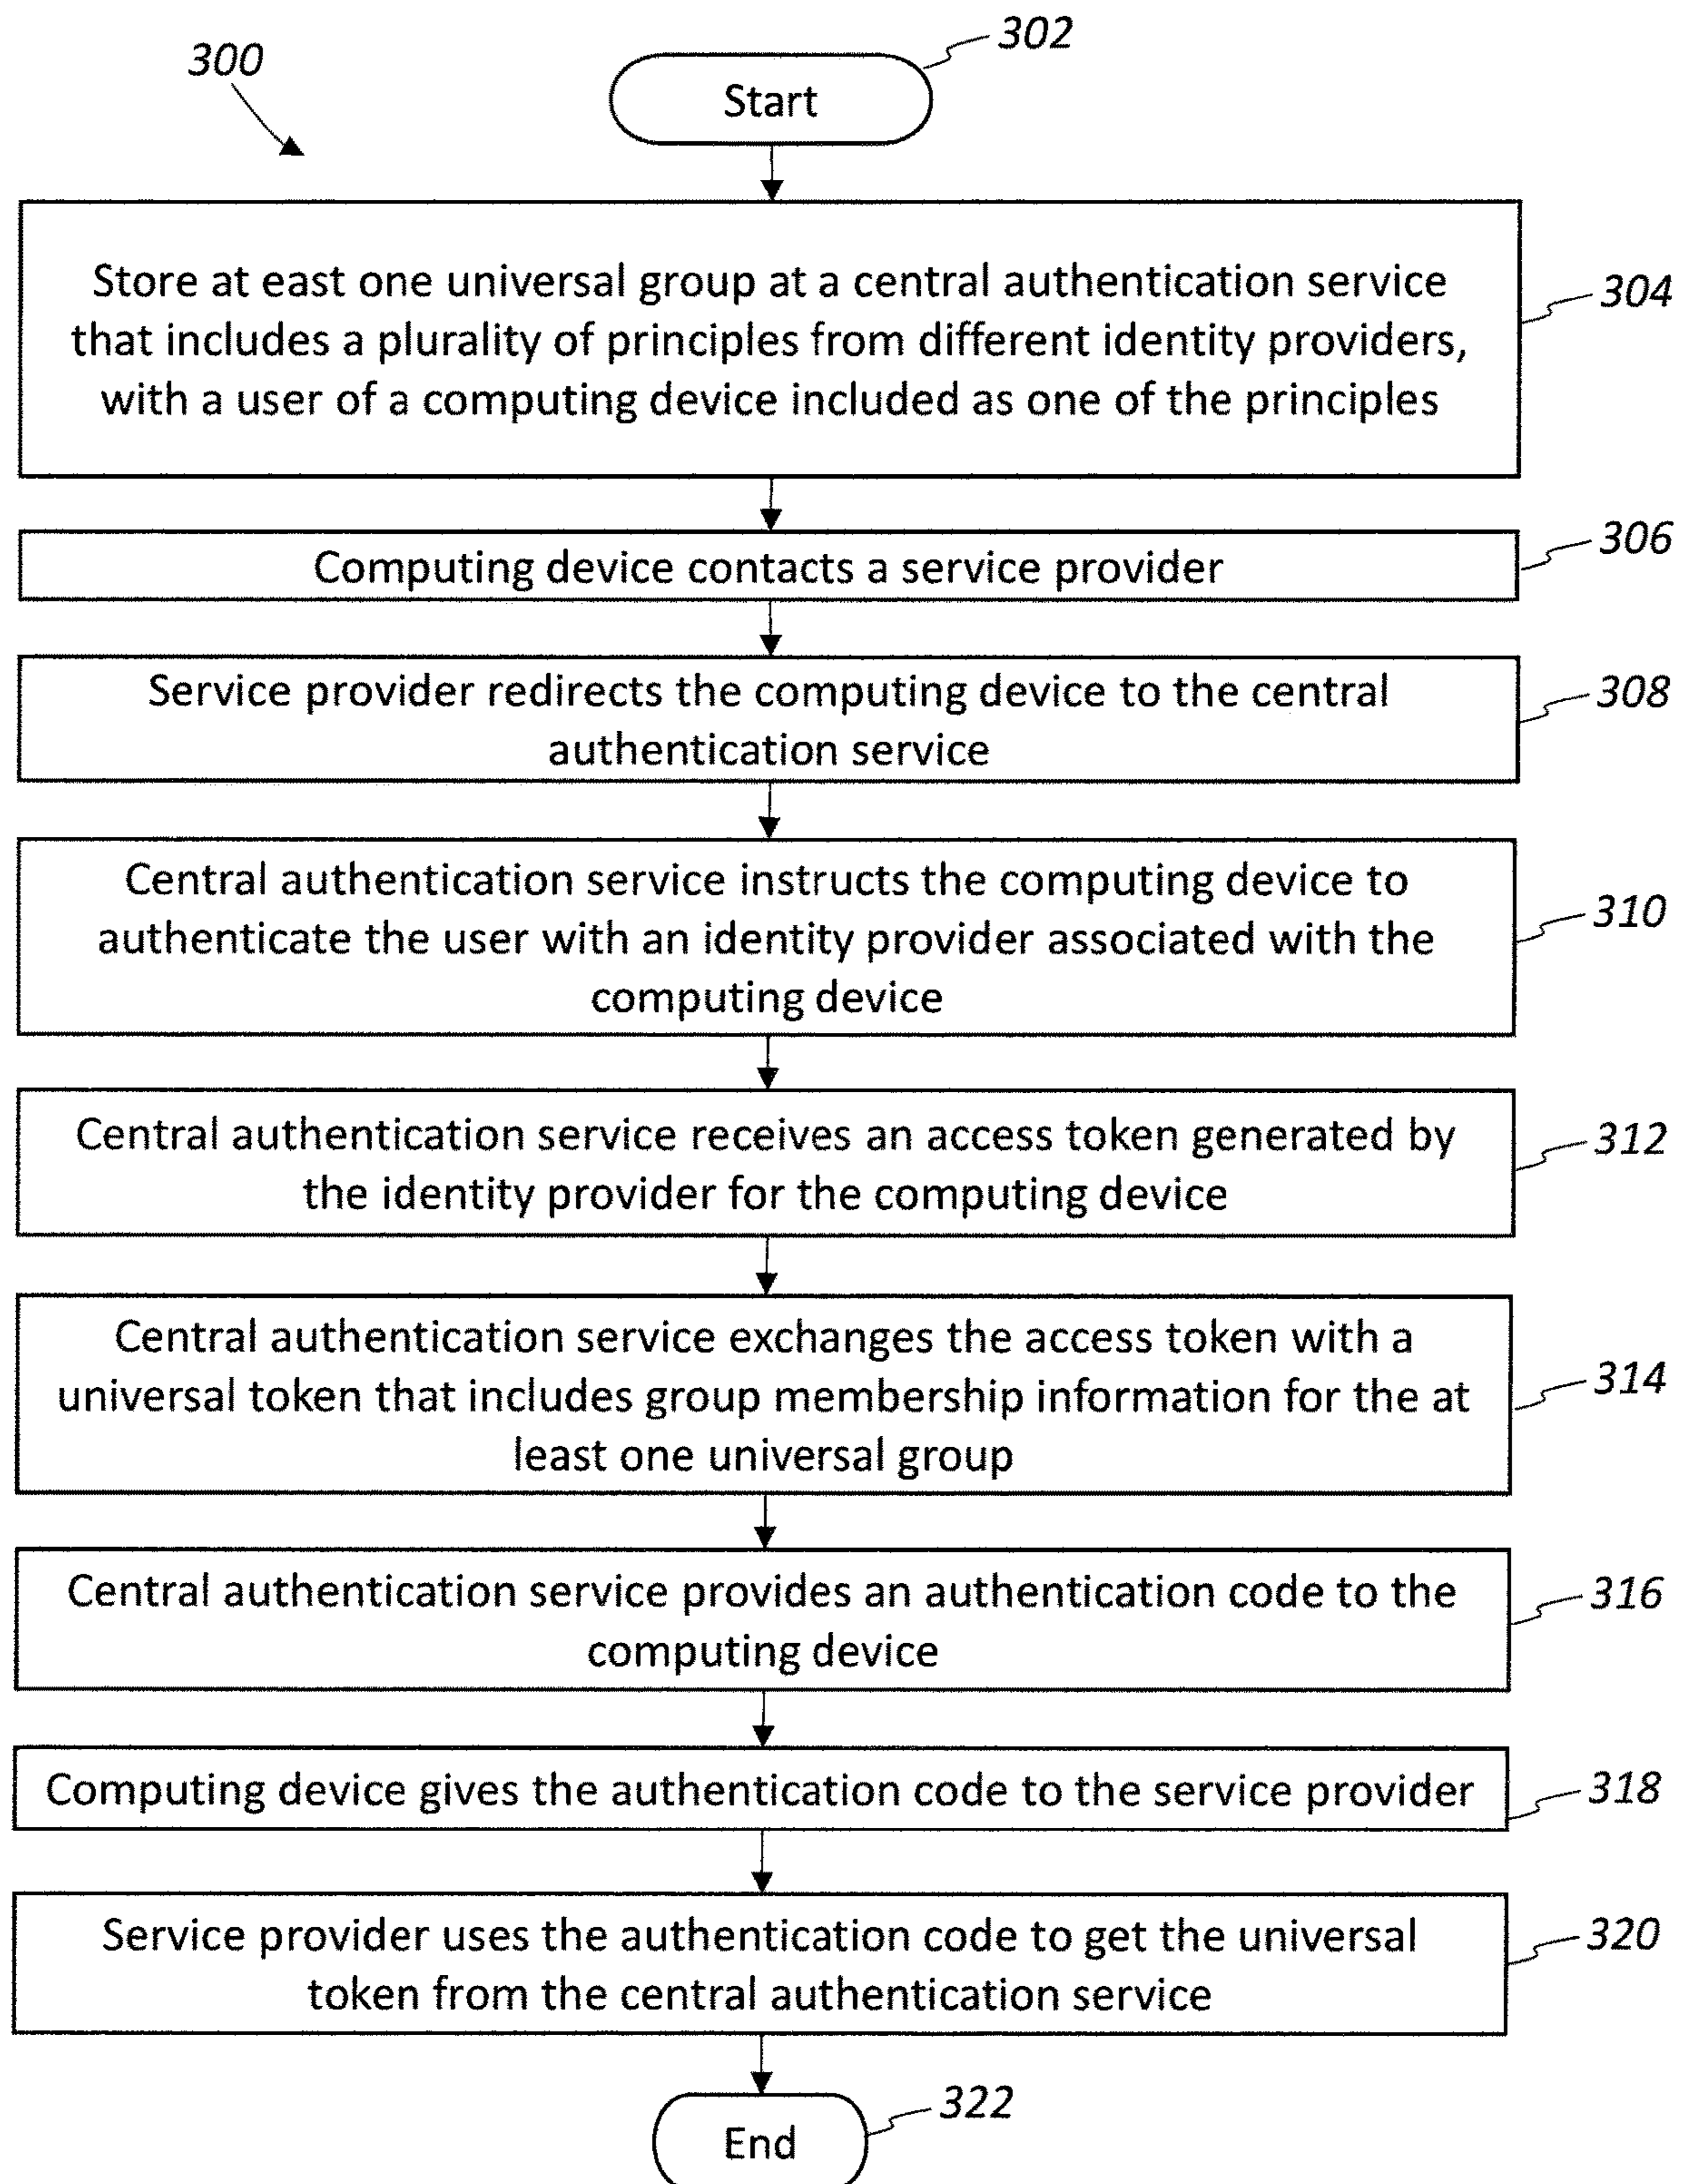 300
302
Start
Store at east one universal group at a central authentication service
that includes a plurality of principles from different identity providers,
with a user of a computing device included as one of the principles
304
Computing device contacts a service provider
306
Service provider redirects the computing device to the central
authentication service
308
Central authentication service instructs the computing device to
authenticate the user with an identity provider associated with the
computing device
310
Central authentication service receives an access token generated by
the identity provider for the computing device
312
Central authentication service exchanges the access token with a
universal token that includes group membership information for the at
least one universal group
314
Central authentication service provides an authentication code to the
computing device
316
Computing device gives the authentication code to the service provider
318
Service provider uses the authentication code to get the universal
token from the central authentication service
320
End
322